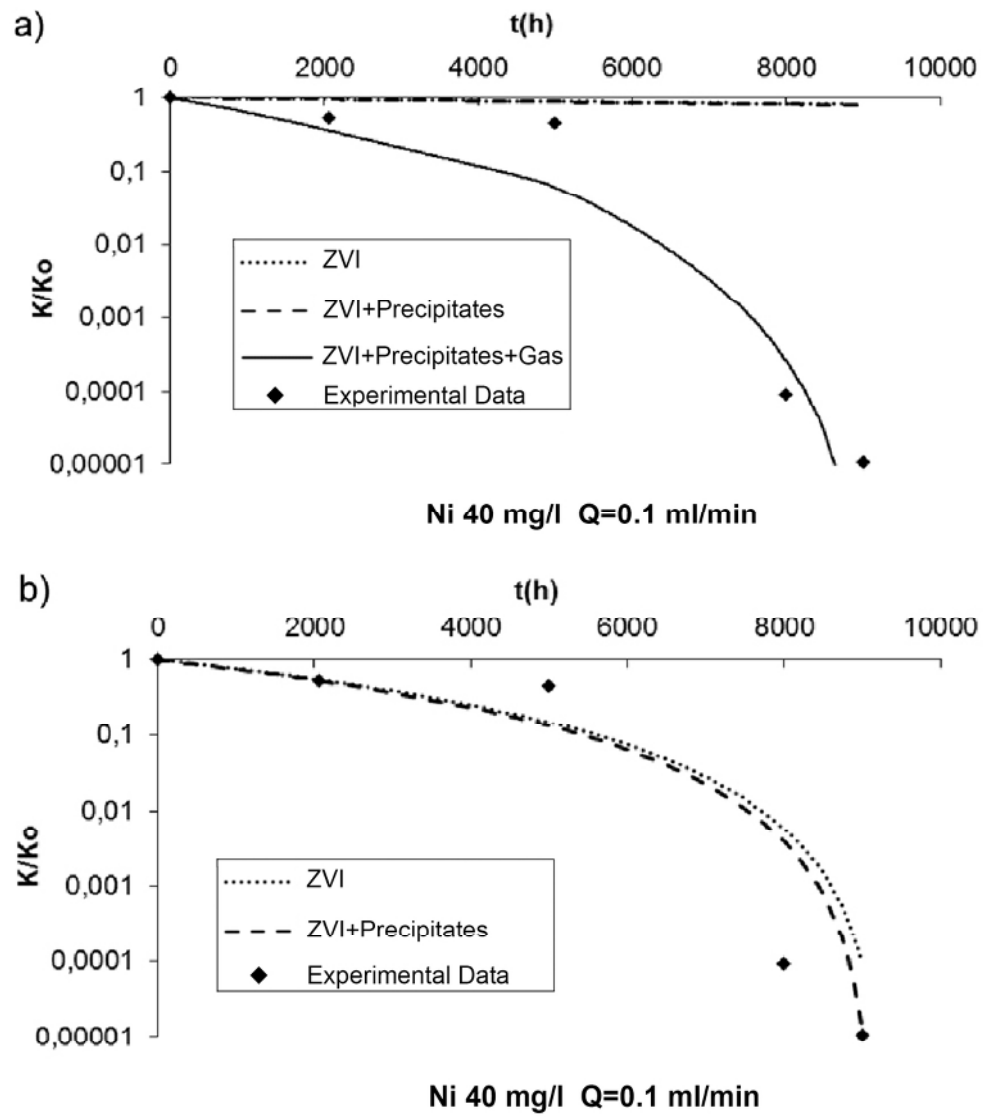 a)
t(h)
0 2000 4000 6000 8000 10000
1
0,1
0,01
0,001
0,0001
0,00001
K/Ko
ZVI
ZVI+Precipitates
ZVI+Precipitates+Gas
Experimental Data
Ni 40 mg/l Q=0.1 ml/min
b)
t(h)
0 2000 4000 6000 8000 10000
1
0,1
0,01
0,001
0,0001
0,00001
K/Ko
ZVI
ZVI+Precipitates
Experimental Data
Ni 40 mg/l Q=0.1 ml/min